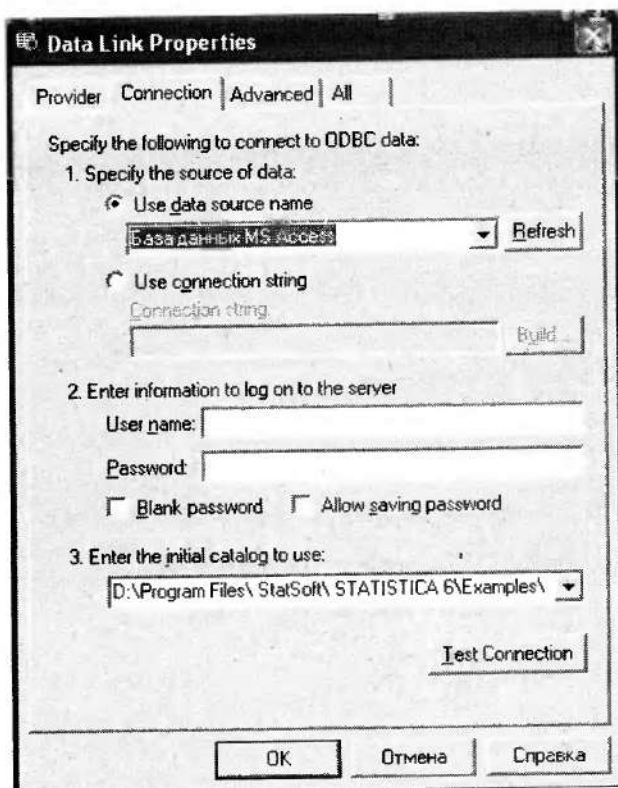 Data Link Properties
Provider Connection Advanced All
Specify the following to connect to ODBC data:
1. Specify the source of data:
Use data source name
База данных MS Access Refresh
Use connection string
Connection string:
Build...
2. Enter information to log on to the server
User name:
Password:
Blank password Allow saving password
3. Enter the initial catalog to use:
D:\Program Files\ StatSoft\ STATISTICA 6\Examples\
Test Connection
OK Отмена Справка